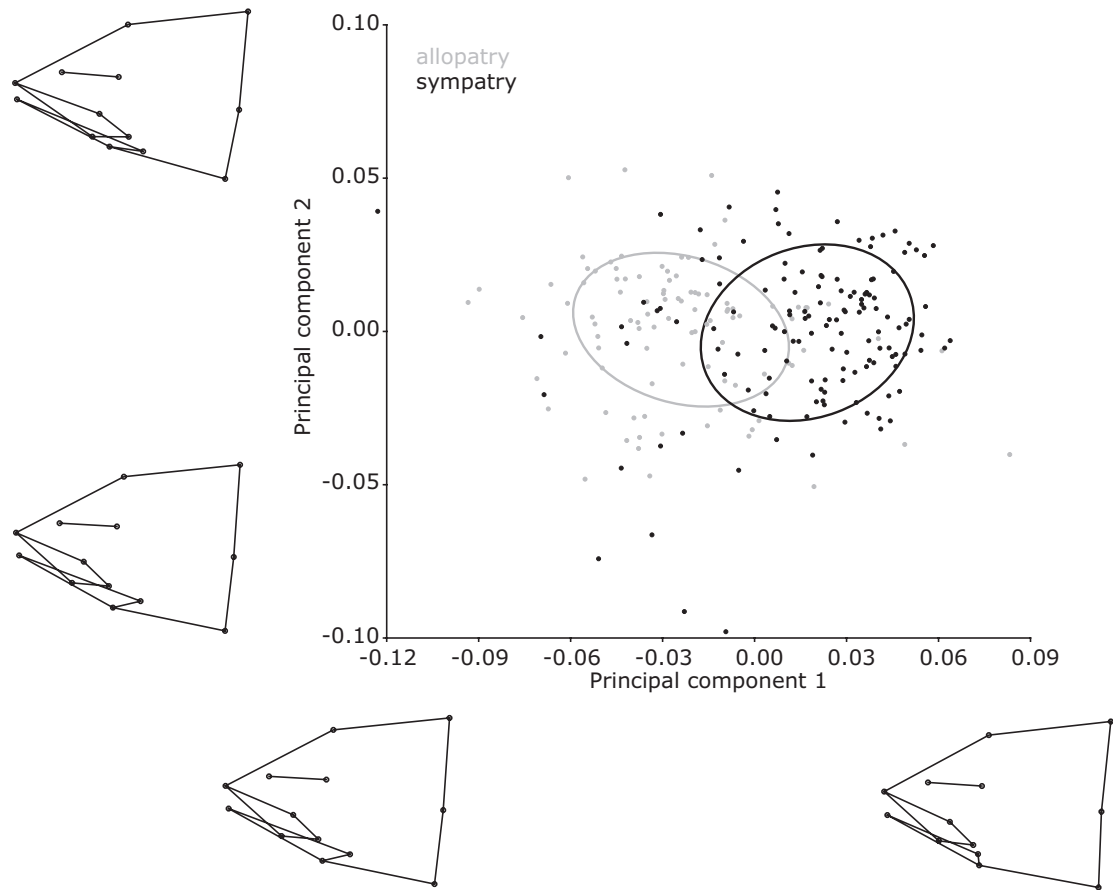 0.10
allopatry
sympatry
0.05
Principal component 2
0.00
-0.05
-0.10
-0.12 -0.09 -0.06 -0.03 0.00 0.03 0.06 0.09
Principal component 1